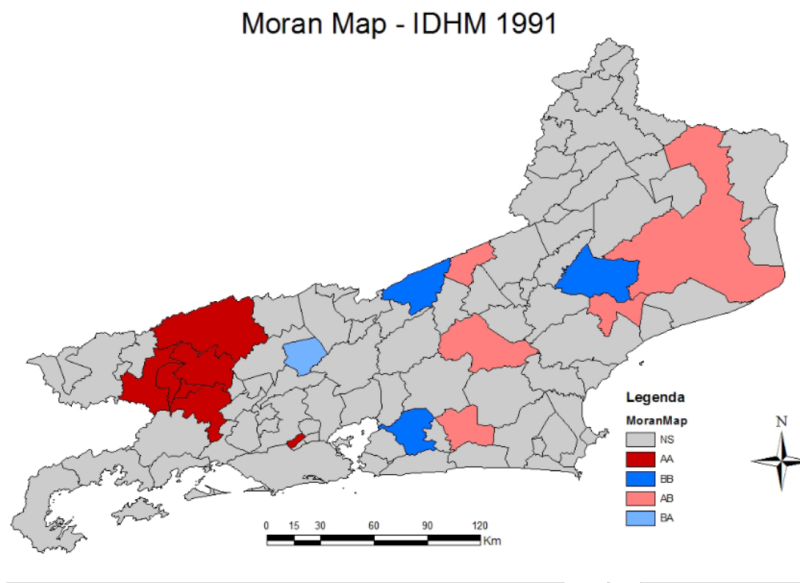 Moran Map - IDHM 1991
Legenda
MoranMap
NS
AA
BB
AB
BA
N
0 15 30 60 90 120
Km